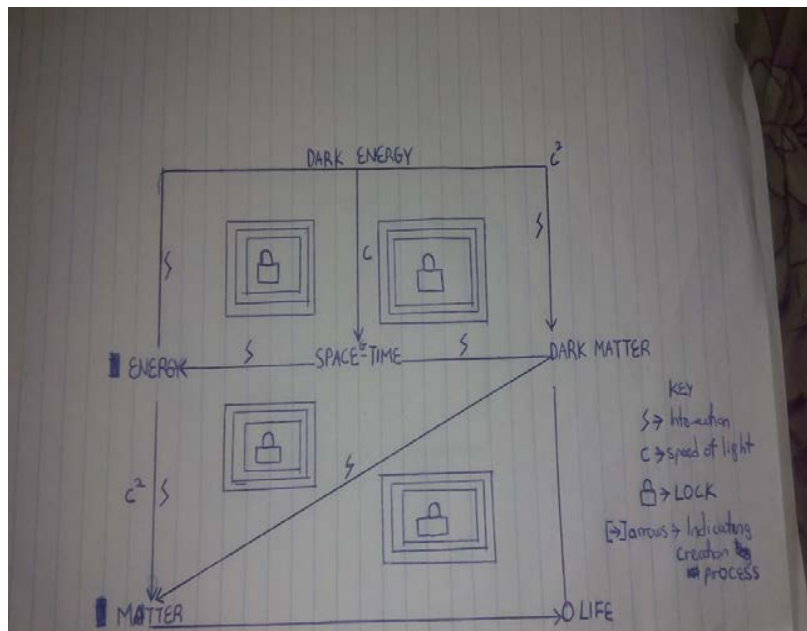 DARK ENERGY
C²
C
ENERGY
SPACE-TIME
DARK MATTER
KEY
→ Interaction
C → speed of light
→ LOCK
[→] arrows → Indicating
creation
PROCESS
C²
MATTER
LIFE